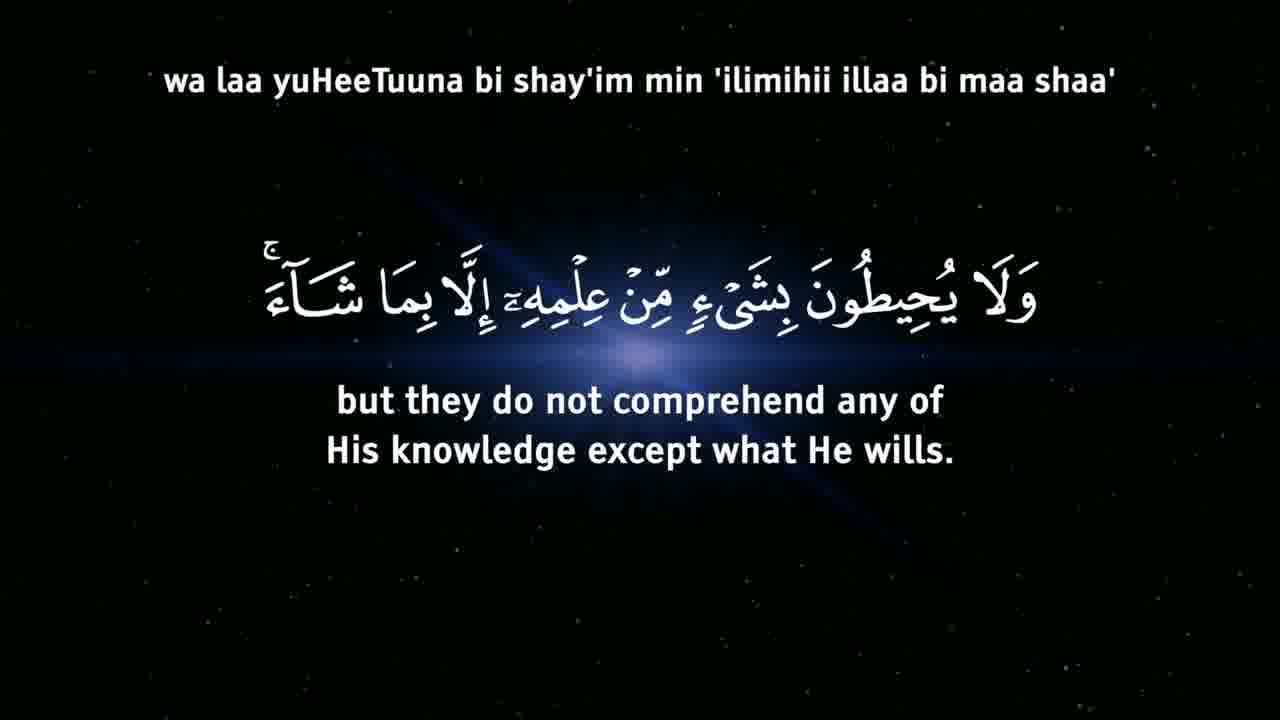 wa laa yuHeeTuuna bi shay'im min 'ilimihii illaa bi maa shaa'
وَلَا يُحِيطُونَ بِشَىْءٍ مِّنْ عِلْمِهِۦٓ إِلَّا بِمَا شَآءَ ۚ
but they do not comprehend any of
His knowledge except what He wills.